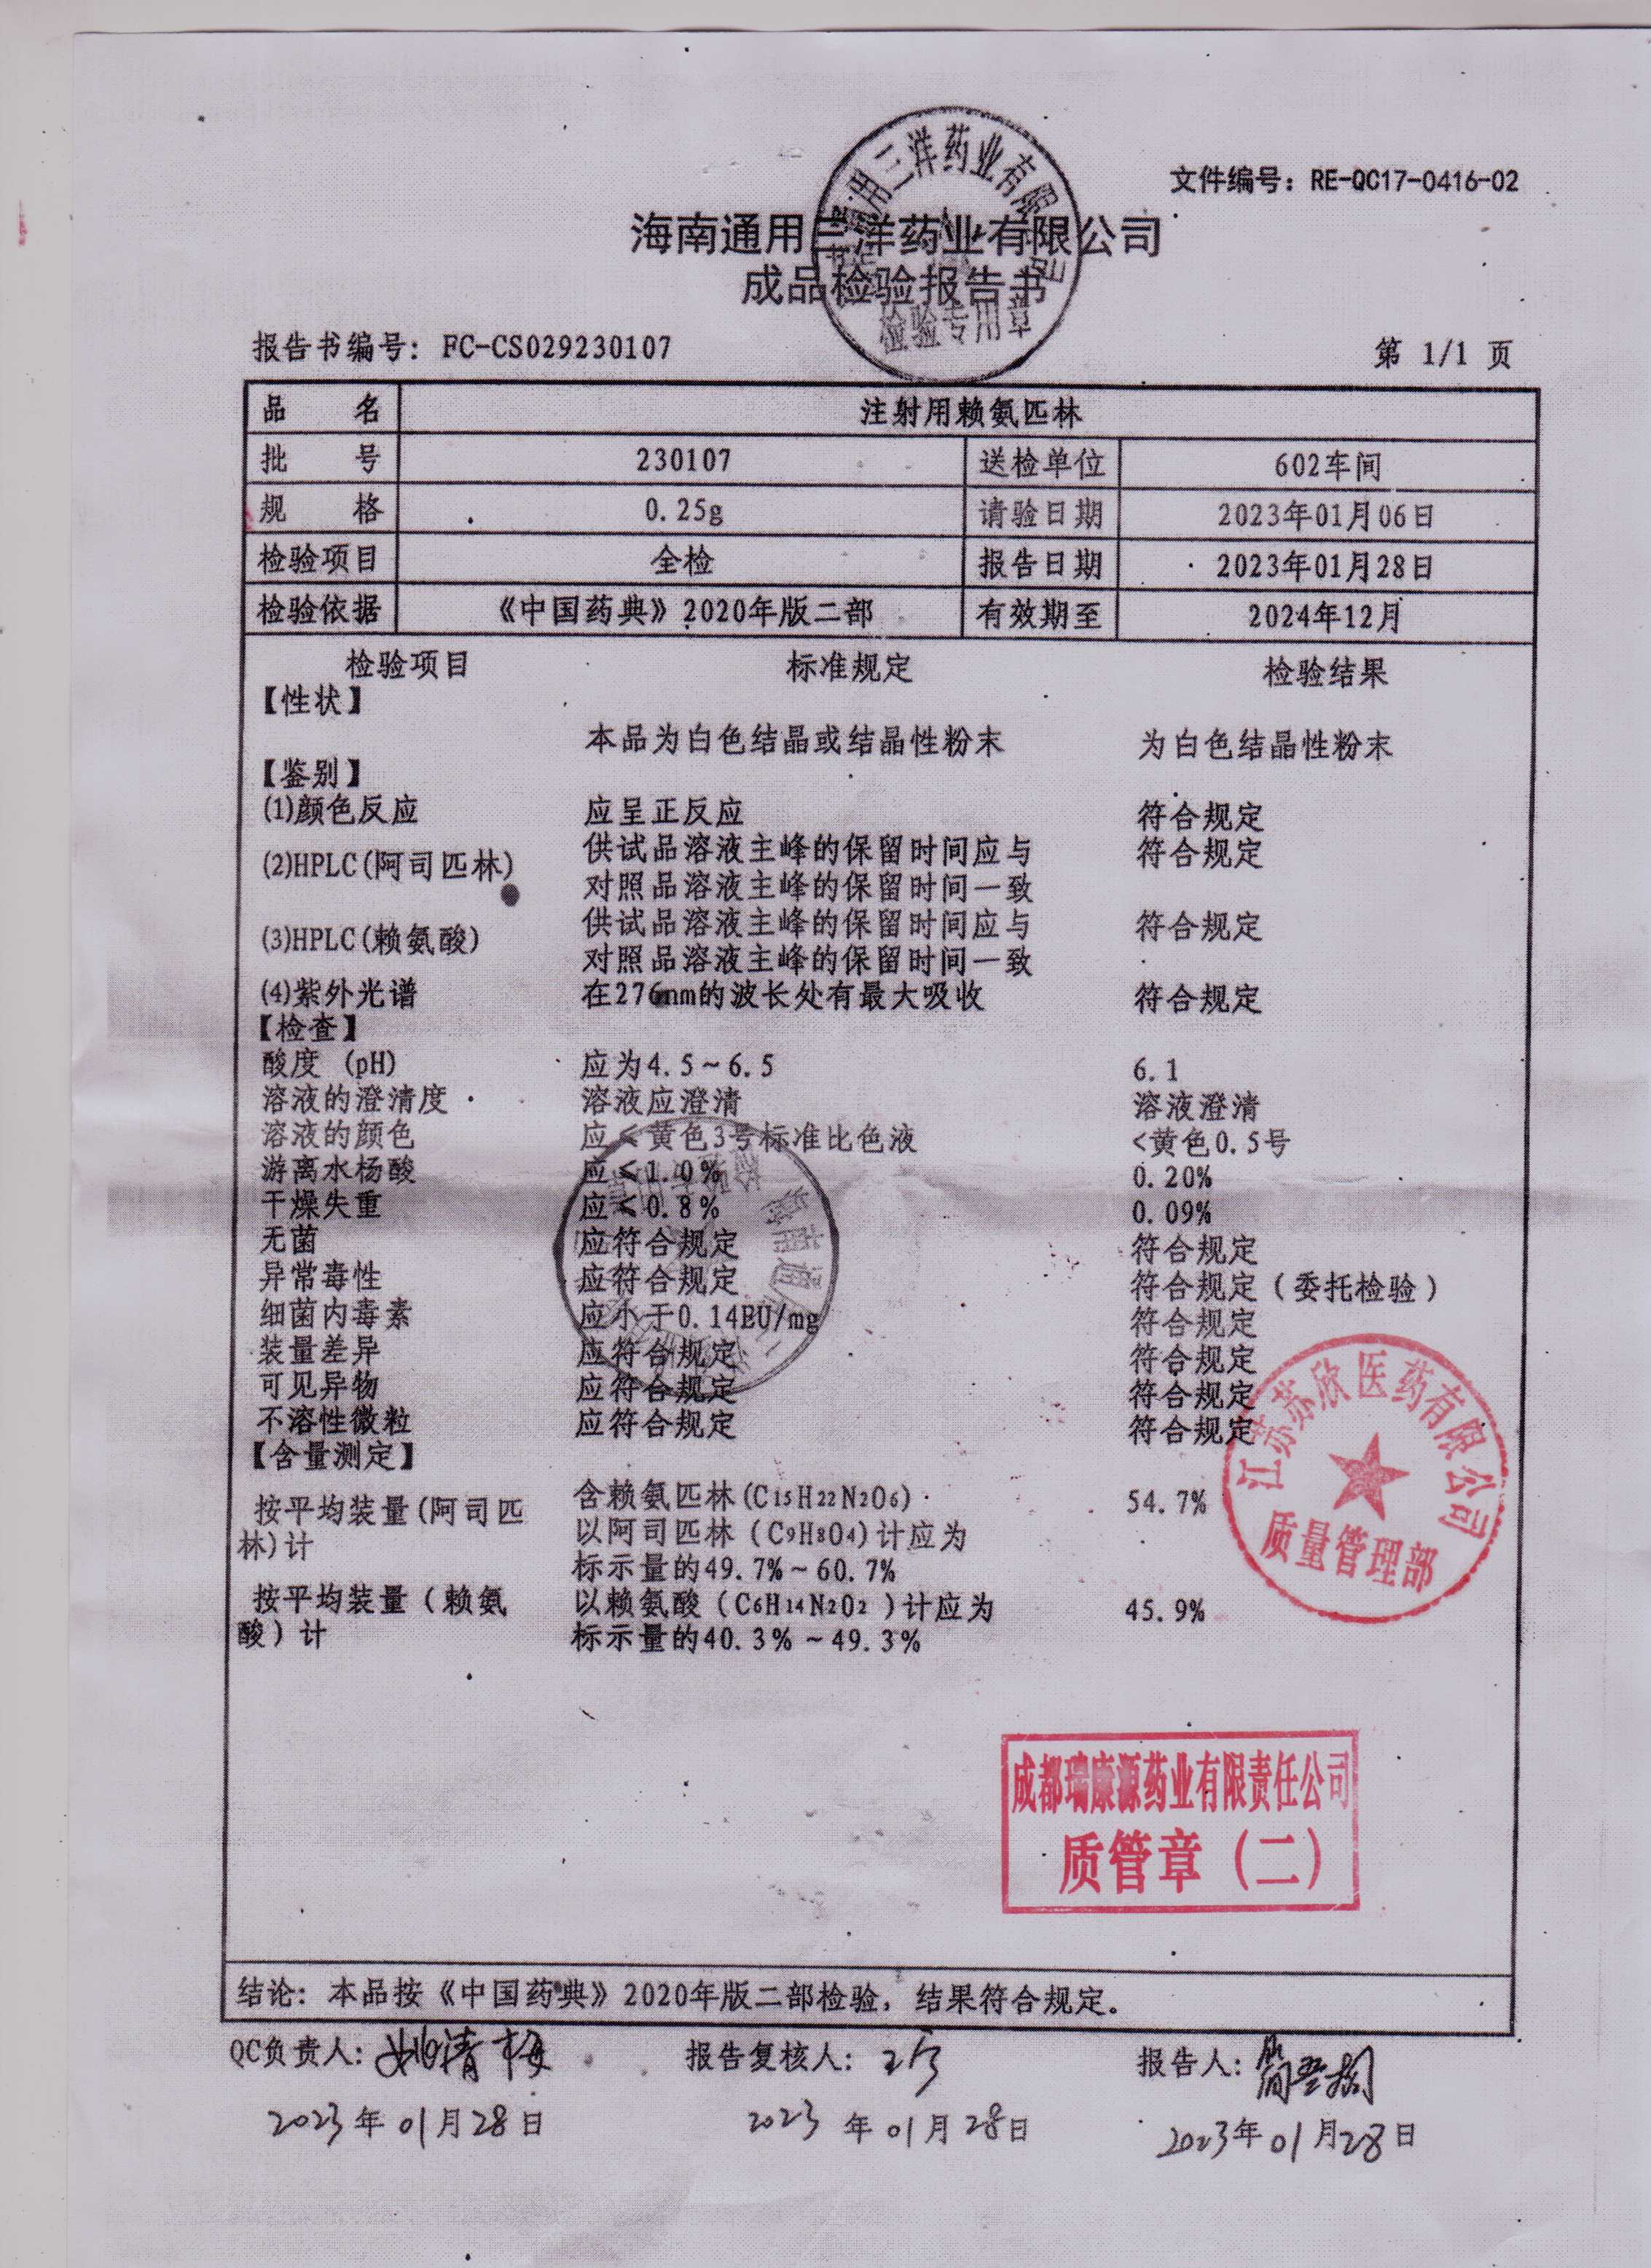 文件编号：RE-QC17-0416-02
海南通用三洋药业有限公司
成品检验报告书
检验专用章
报告书编号：FC-CS029230107
第 1/1 页
品 名 注射用赖氨匹林
批 号 230107 送检单位 602车间
规 格 0.25g 请验日期 2023年01月06日
检验项目 全检 报告日期 2023年01月28日
检验依据 《中国药典》2020年版二部 有效期至 2024年12月
检验项目 标准规定 检验结果
【性状】
本品为白色结晶或结晶性粉末 为白色结晶性粉末
【鉴别】
(1)颜色反应 应呈正反应 符合规定
(2)HPLC(阿司匹林) 供试品溶液主峰的保留时间应与 符合规定
对照品溶液主峰的保留时间一致
(3)HPLC(赖氨酸) 供试品溶液主峰的保留时间应与 符合规定
对照品溶液主峰的保留时间一致
(4)紫外光谱 在276nm的波长处有最大吸收 符合规定
【检查】
酸度 (pH) 应为4.5~6.5 6.1
溶液的澄清度 溶液应澄清 溶液澄清
溶液的颜色 应≤黄色3号标准比色液 <黄色0.5号
游离水杨酸 应≤1.0% 0.20%
干燥失重 应≤0.8% 0.09%
无菌 应符合规定 符合规定
异常毒性 应符合规定 符合规定（委托检验）
细菌内毒素 应小于0.14EU/mg 符合规定
装量差异 应符合规定 符合规定
可见异物 应符合规定 符合规定
不溶性微粒 应符合规定 符合规定
【含量测定】
按平均装量(阿司匹 含赖氨匹林(C15H22N2O6) 54.7%
林)计 以阿司匹林（C9H8O4)计应为
标示量的49.7%~60.7%
按平均装量（赖氨 以赖氨酸（C6H14N2O2 ）计应为 45.9%
酸）计 标示量的40.3%~49.3%
江苏苏欣医药有限公司
质量管理部
成都瑞康源药业有限责任公司
质管章（二）
结论：本品按《中国药典》2020年版二部检验，结果符合规定。
QC负责人： 报告复核人： 报告人：
2023年01月28日 2023年01月28日 2023年01月28日